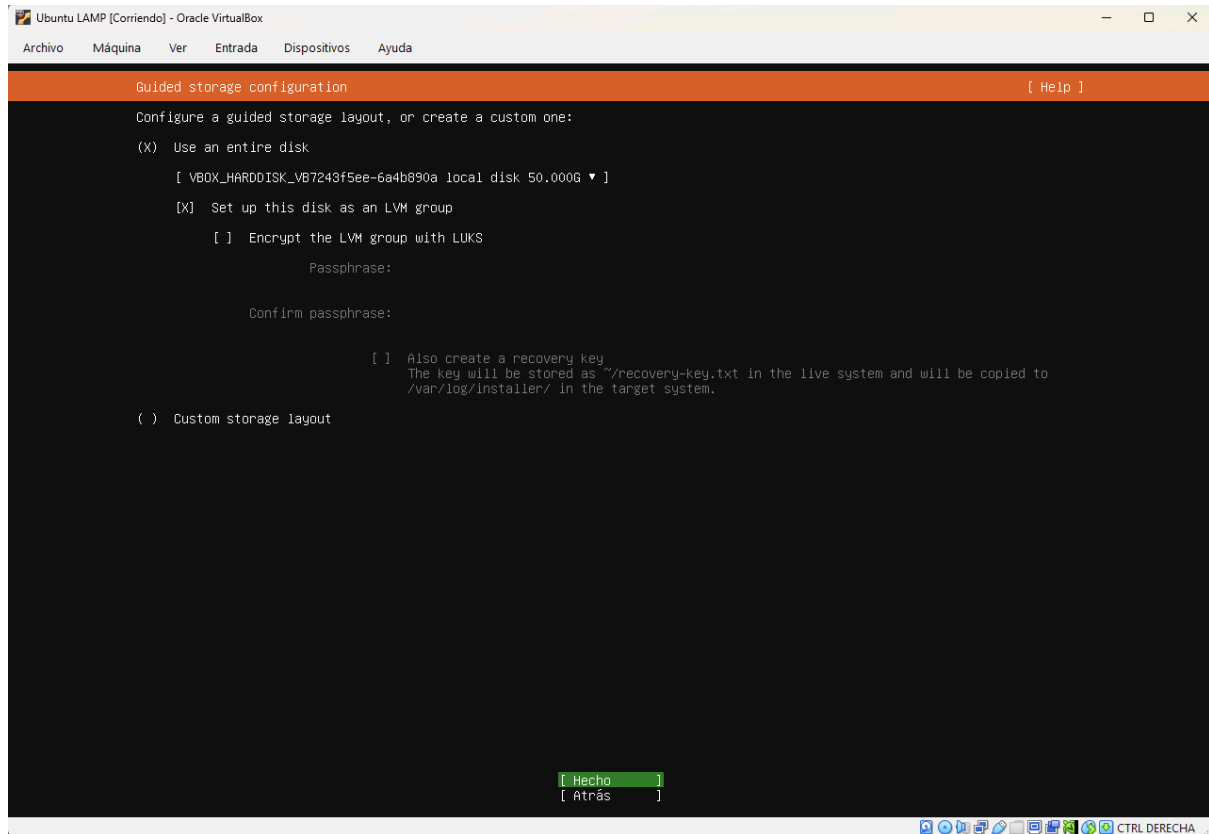 Ubuntu LAMP [Corriendo] - Oracle VirtualBox
Archivo Máquina Ver Entrada Dispositivos Ayuda
Guided storage configuration [ Help ]
Configure a guided storage layout, or create a custom one:
(X) Use an entire disk
[ VBOX_HARDDISK_VB7243f5ee-6a4b890a local disk 50.000G ▾ ]
[X] Set up this disk as an LVM group
[ ] Encrypt the LVM group with LUKS
Passphrase:
Confirm passphrase:
[ ] Also create a recovery key
The key will be stored as ~/recovery-key.txt in the live system and will be copied to
/var/log/installer/ in the target system.
( ) Custom storage layout
[ Hecho ]
[ Atrás ]
CTRL DERECHA